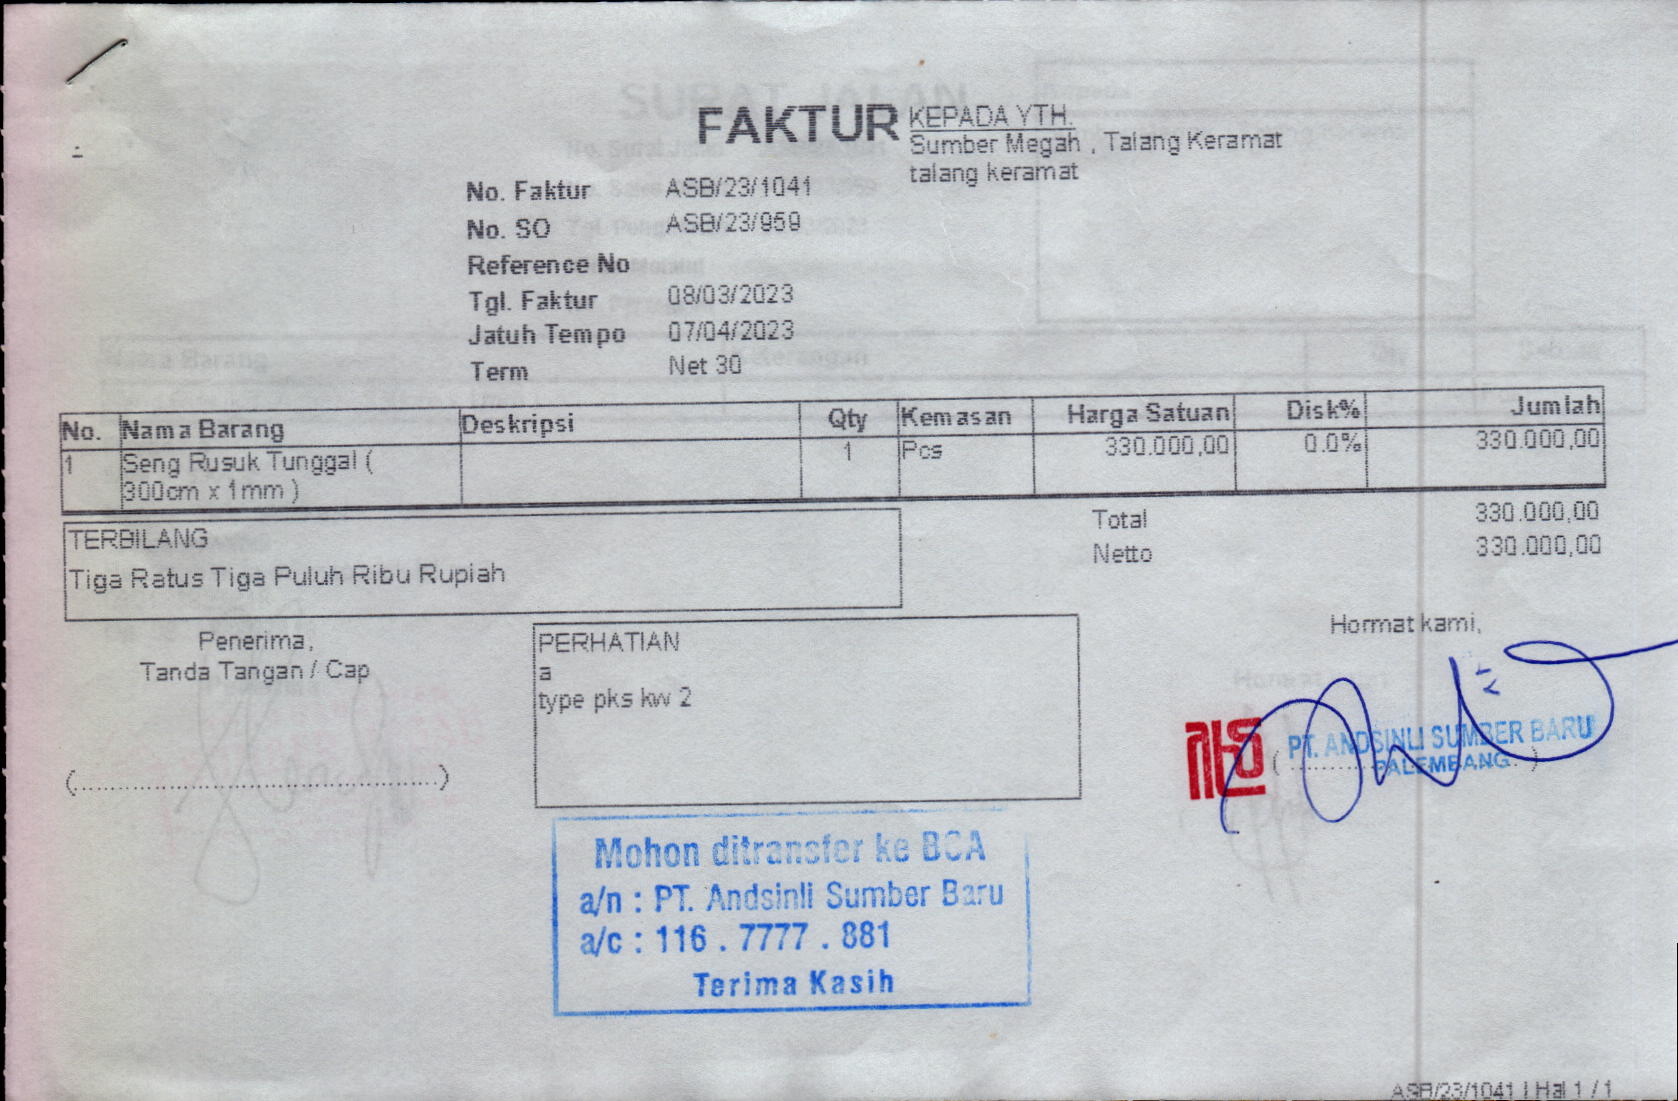 FAKTUR
KEPADA YTH.
Sumber Megah , Talang Keramat
talang keramat
No. Faktur ASB/23/1041
No. SO ASB/23/959
Reference No
Tgl. Faktur 08/03/2023
Jatuh Tempo 07/04/2023
Term Net 30
No. Nama Barang Deskripsi Qty Kemasan Harga Satuan Disk% Jumlah
1 Seng Rusuk Tunggal ( 1 Pcs 330.000,00 0.0% 330.000,00
300cm x 1mm )
Total 330.000,00
Netto 330.000,00
TERBILANG
Tiga Ratus Tiga Puluh Ribu Rupiah
Penerima,
Tanda Tangan / Cap
(............................................)
PERHATIAN
a
type pks kw 2
Hormat kami,
PT. ANDSINLI SUMBER BARU
PALEMBANG
Mohon ditransfer ke BCA
a/n : PT. Andsinli Sumber Baru
a/c : 116 . 7777 . 881
Terima Kasih
ASB/23/1041 | Hal 1 / 1